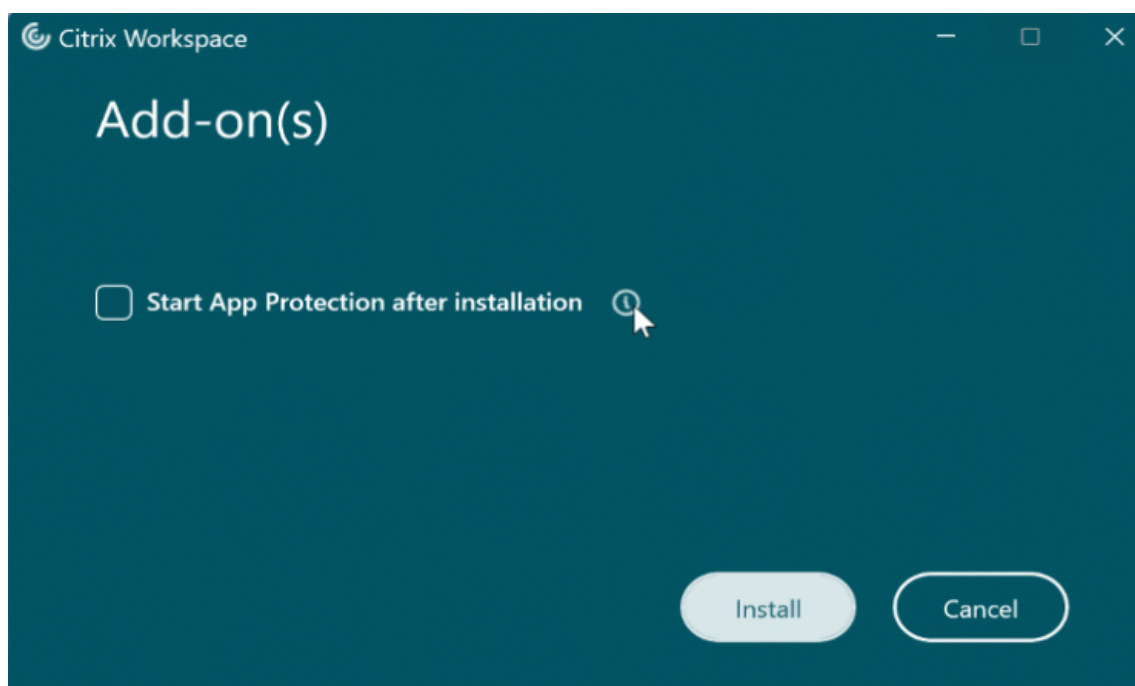 Citrix Workspace
Add-on(s)
Start App Protection after installation
Install
Cancel